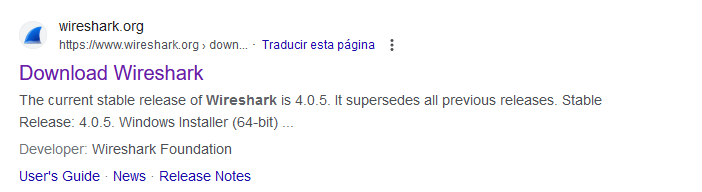 wireshark.org
https://www.wireshark.org › down... · Traducir esta página
Download Wireshark
The current stable release of Wireshark is 4.0.5. It supersedes all previous releases. Stable
Release: 4.0.5. Windows Installer (64-bit) ...
Developer: Wireshark Foundation
User's Guide · News · Release Notes